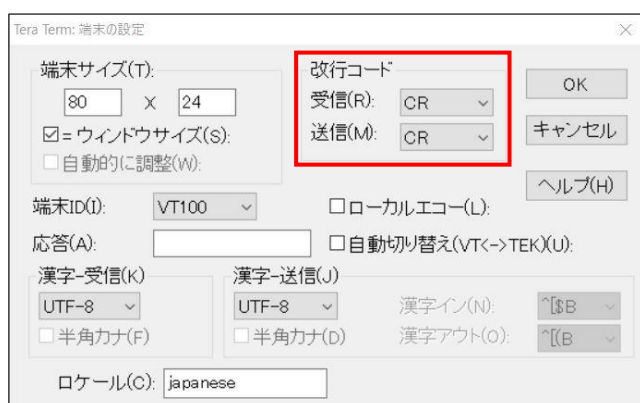 Tera Term: 端末の設定
端末サイズ(T):
80 X 24
☑=ウィンドウサイズ(S):
□自動的に調整(W):
改行コード
受信(R): CR
送信(M): CR
OK
キャンセル
ヘルプ(H)
端末ID(I): VT100
□ローカルエコー(L):
応答(A):
□自動切り替え(VT<->TEK)(U):
漢字-受信(K)
UTF-8
□半角カナ(F)
漢字-送信(J)
UTF-8
□半角カナ(D)
漢字イン(N): ^[$B
漢字アウト(O): ^[(B
ロケール(C): japanese